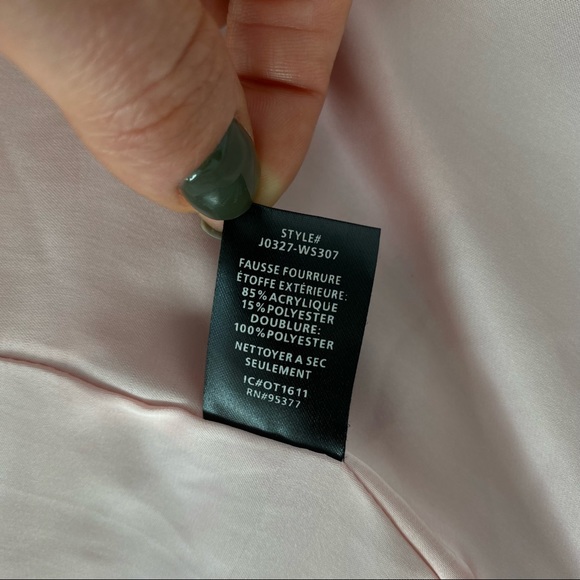 STYLE#
J0327-WS307
FAUSSE FOURRURE
ÉTOFFE EXTÉRIEURE:
85%ACRYLIQUE
15%POLYESTER
DOUBLURE:
100%POLYESTER
NETTOYER A SEC
SEULEMENT
IC#OT1611
RN#95377